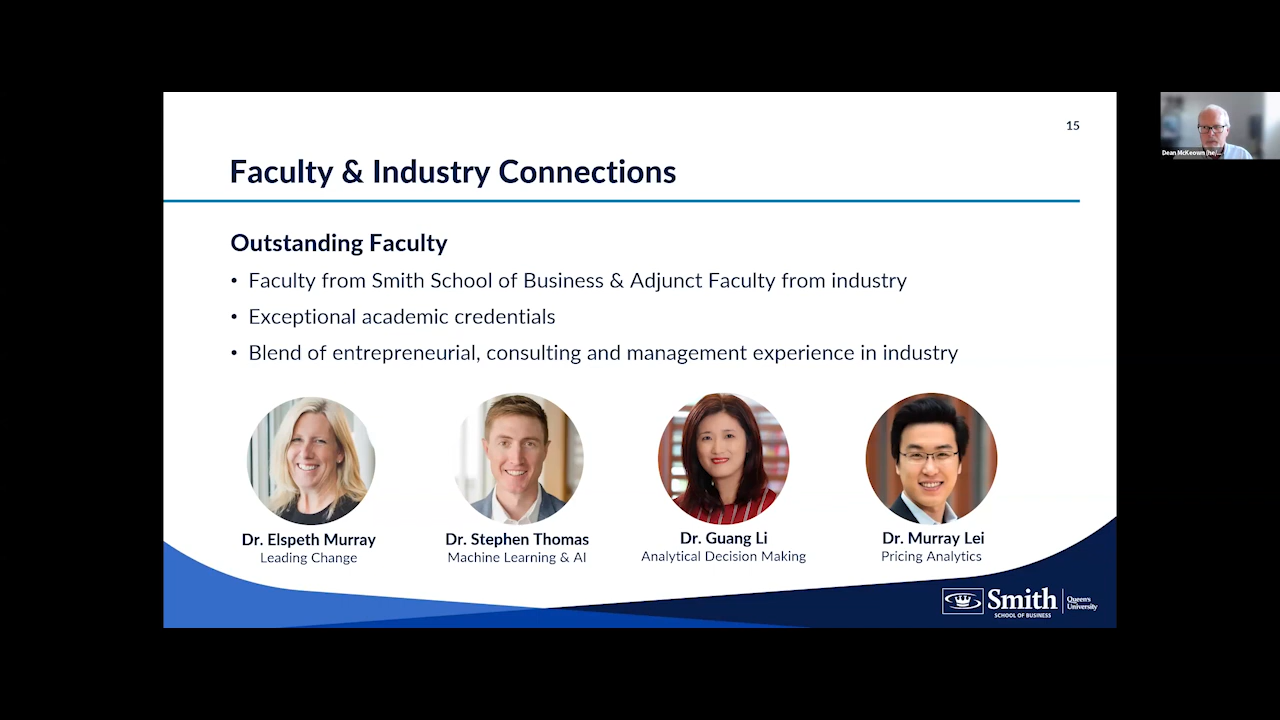 15
Dean McKeown (he/...
Faculty & Industry Connections
Outstanding Faculty
• Faculty from Smith School of Business & Adjunct Faculty from industry
• Exceptional academic credentials
• Blend of entrepreneurial, consulting and management experience in industry
Dr. Elspeth Murray
Leading Change
Dr. Stephen Thomas
Machine Learning & AI
Dr. Guang Li
Analytical Decision Making
Dr. Murray Lei
Pricing Analytics
Smith
SCHOOL OF BUSINESS
Queen's
University